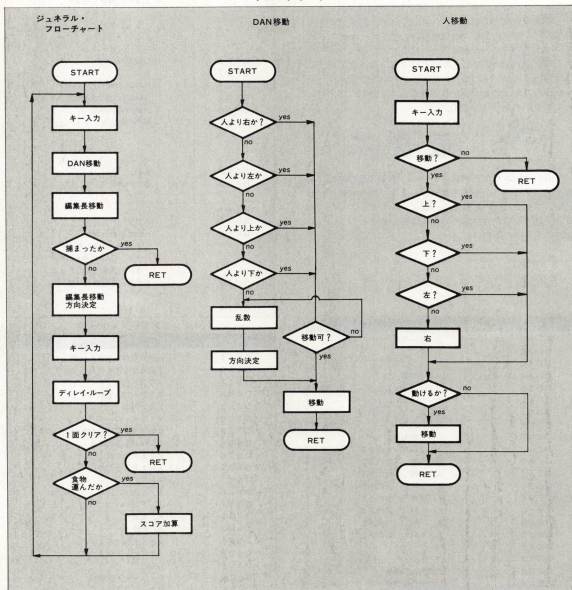 ジュネラル・
フローチャート
START
キー入力
DAN移動
編集長移動
捕まったか
yes
RET
no
編集長移動
方向決定
キー入力
ディレイ・ループ
1面クリア?
yes
RET
no
食物
運んだか
yes
no
スコア加算
DAN移動
START
人より右か?
yes
no
人より左か
yes
no
人より上か
yes
no
人より下か
yes
no
乱数
方向決定
移動可?
no
yes
移動
RET
人移動
START
キー入力
移動?
no
RET
yes
上?
yes
no
下?
yes
no
左?
yes
no
右
動けるか?
no
yes
移動
RET